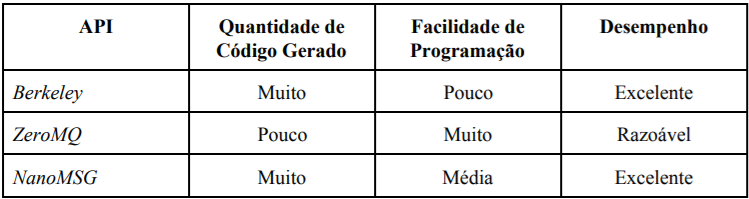 API Quantidade de Código Gerado Facilidade de Programação Desempenho
Berkeley Muito Pouco Excelente
ZeroMQ Pouco Muito Razoável
NanoMSG Muito Média Excelente